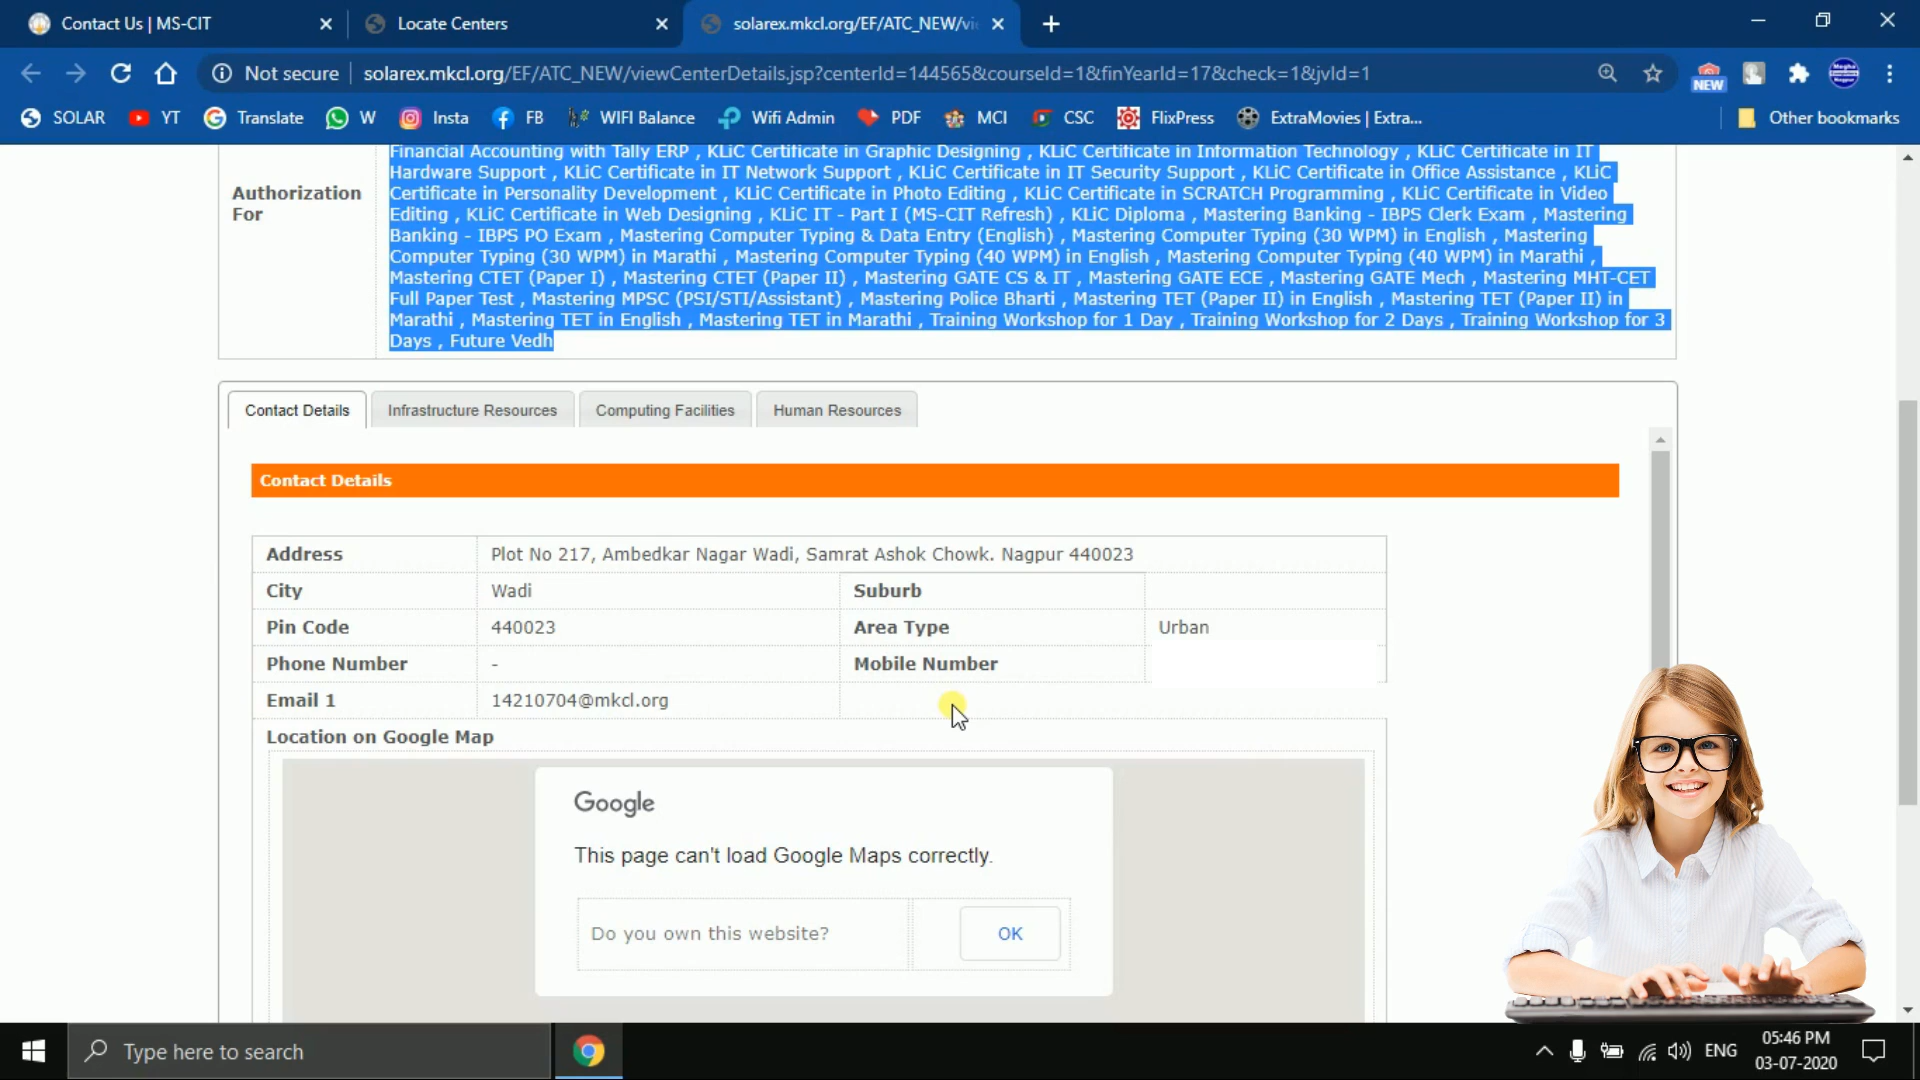 Contact Us | MS-CIT
Locate Centers
solarex.mkcl.org/EF/ATC_NEW/vi
Not secure
solarex.mkcl.org/EF/ATC_NEW/viewCenterDetails.jsp?centerId=144565&courseId=1&finYearId=17&check=1&jvId=1
NEW
SOLAR YT Translate W Insta FB WIFI Balance Wifi Admin PDF MCI CSC FlixPress ExtraMovies | Extra... Other bookmarks
Authorization
For
Financial Accounting with Tally ERP , KLiC Certificate in Graphic Designing , KLiC Certificate in Information Technology , KLiC Certificate in IT
Hardware Support , KLiC Certificate in IT Network Support , KLiC Certificate in IT Security Support , KLiC Certificate in Office Assistance , KLiC
Certificate in Personality Development , KLiC Certificate in Photo Editing , KLiC Certificate in SCRATCH Programming , KLiC Certificate in Video
Editing , KLiC Certificate in Web Designing , KLiC IT - Part I (MS-CIT Refresh) , KLiC Diploma , Mastering Banking - IBPS Clerk Exam , Mastering
Banking - IBPS PO Exam , Mastering Computer Typing & Data Entry (English) , Mastering Computer Typing (30 WPM) in English , Mastering
Computer Typing (30 WPM) in Marathi , Mastering Computer Typing (40 WPM) in English , Mastering Computer Typing (40 WPM) in Marathi ,
Mastering CTET (Paper I) , Mastering CTET (Paper II) , Mastering GATE CS & IT , Mastering GATE ECE , Mastering GATE Mech , Mastering MHT-CET
Full Paper Test , Mastering MPSC (PSI/STI/Assistant) , Mastering Police Bharti , Mastering TET (Paper II) in English , Mastering TET (Paper II) in
Marathi , Mastering TET in English , Mastering TET in Marathi , Training Workshop for 1 Day , Training Workshop for 2 Days , Training Workshop for 3
Days , Future Vedh
Contact Details Infrastructure Resources Computing Facilities Human Resources
Contact Details
Address Plot No 217, Ambedkar Nagar Wadi, Samrat Ashok Chowk. Nagpur 440023
City Wadi Suburb
Pin Code 440023 Area Type Urban
Phone Number - Mobile Number
Email 1 14210704@mkcl.org
Location on Google Map
Google
This page can't load Google Maps correctly.
Do you own this website? OK
Type here to search
ENG
05:46 PM
03-07-2020